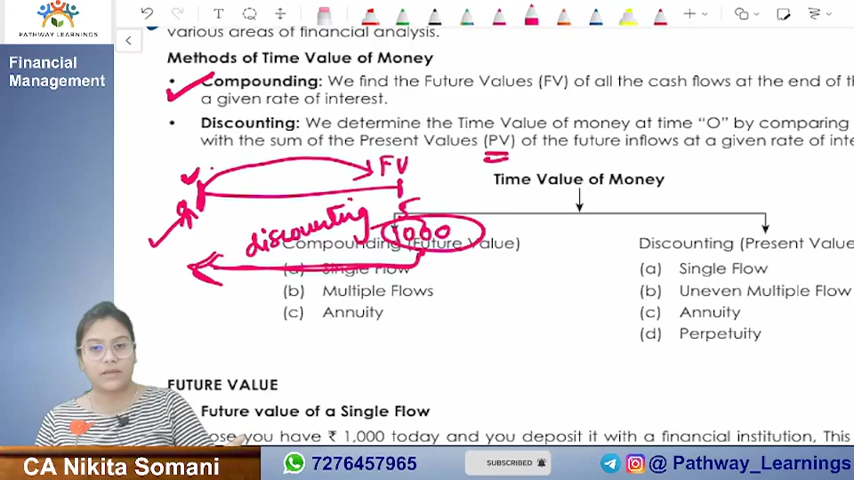 PATHWAY LEARNINGS
Financial
Management
various areas of financial analysis.
Methods of Time Value of Money
• Compounding: We find the Future Values (FV) of all the cash flows at the end of th
a given rate of interest.
• Discounting: We determine the Time Value of money at time "O" by comparing
with the sum of the Present Values (PV) of the future inflows at a given rate of inte
FV
Time Value of Money
5
discounting
1000
Compounding (Future Value)
(a) Single Flow
(b) Multiple Flows
(c) Annuity
Discounting (Present Value
(a) Single Flow
(b) Uneven Multiple Flow
(c) Annuity
(d) Perpetuity
FUTURE VALUE
Future value of a Single Flow
ose you have ₹ 1,000 today and you deposit it with a financial institution, This
CA Nikita Somani
7276457965
SUBSCRIBED
@ Pathway_Learnings